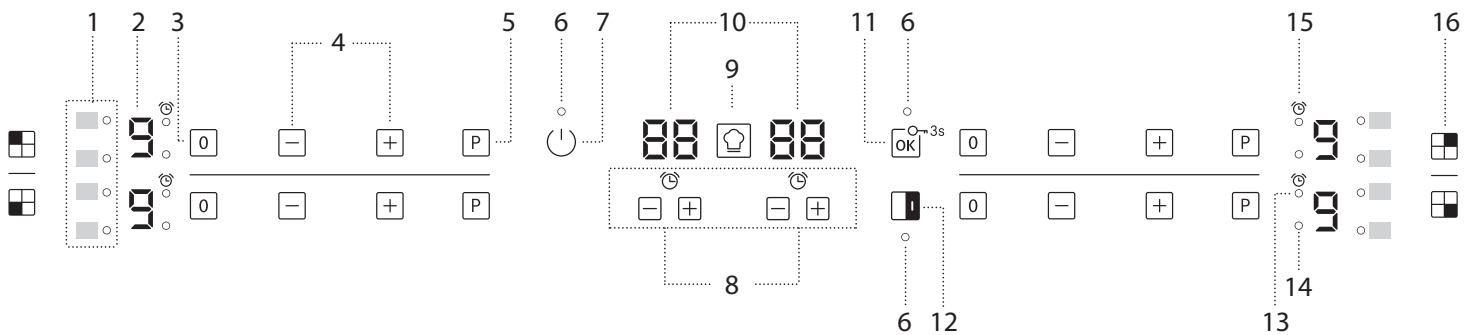 1 2 3 4 5 6 7 10 9 11 6 15 16
9 88 88 3s 9
0 − + P OK 0 − + P
9 9
0 − + P − + − + 0 − + P
8 6 12 13 14